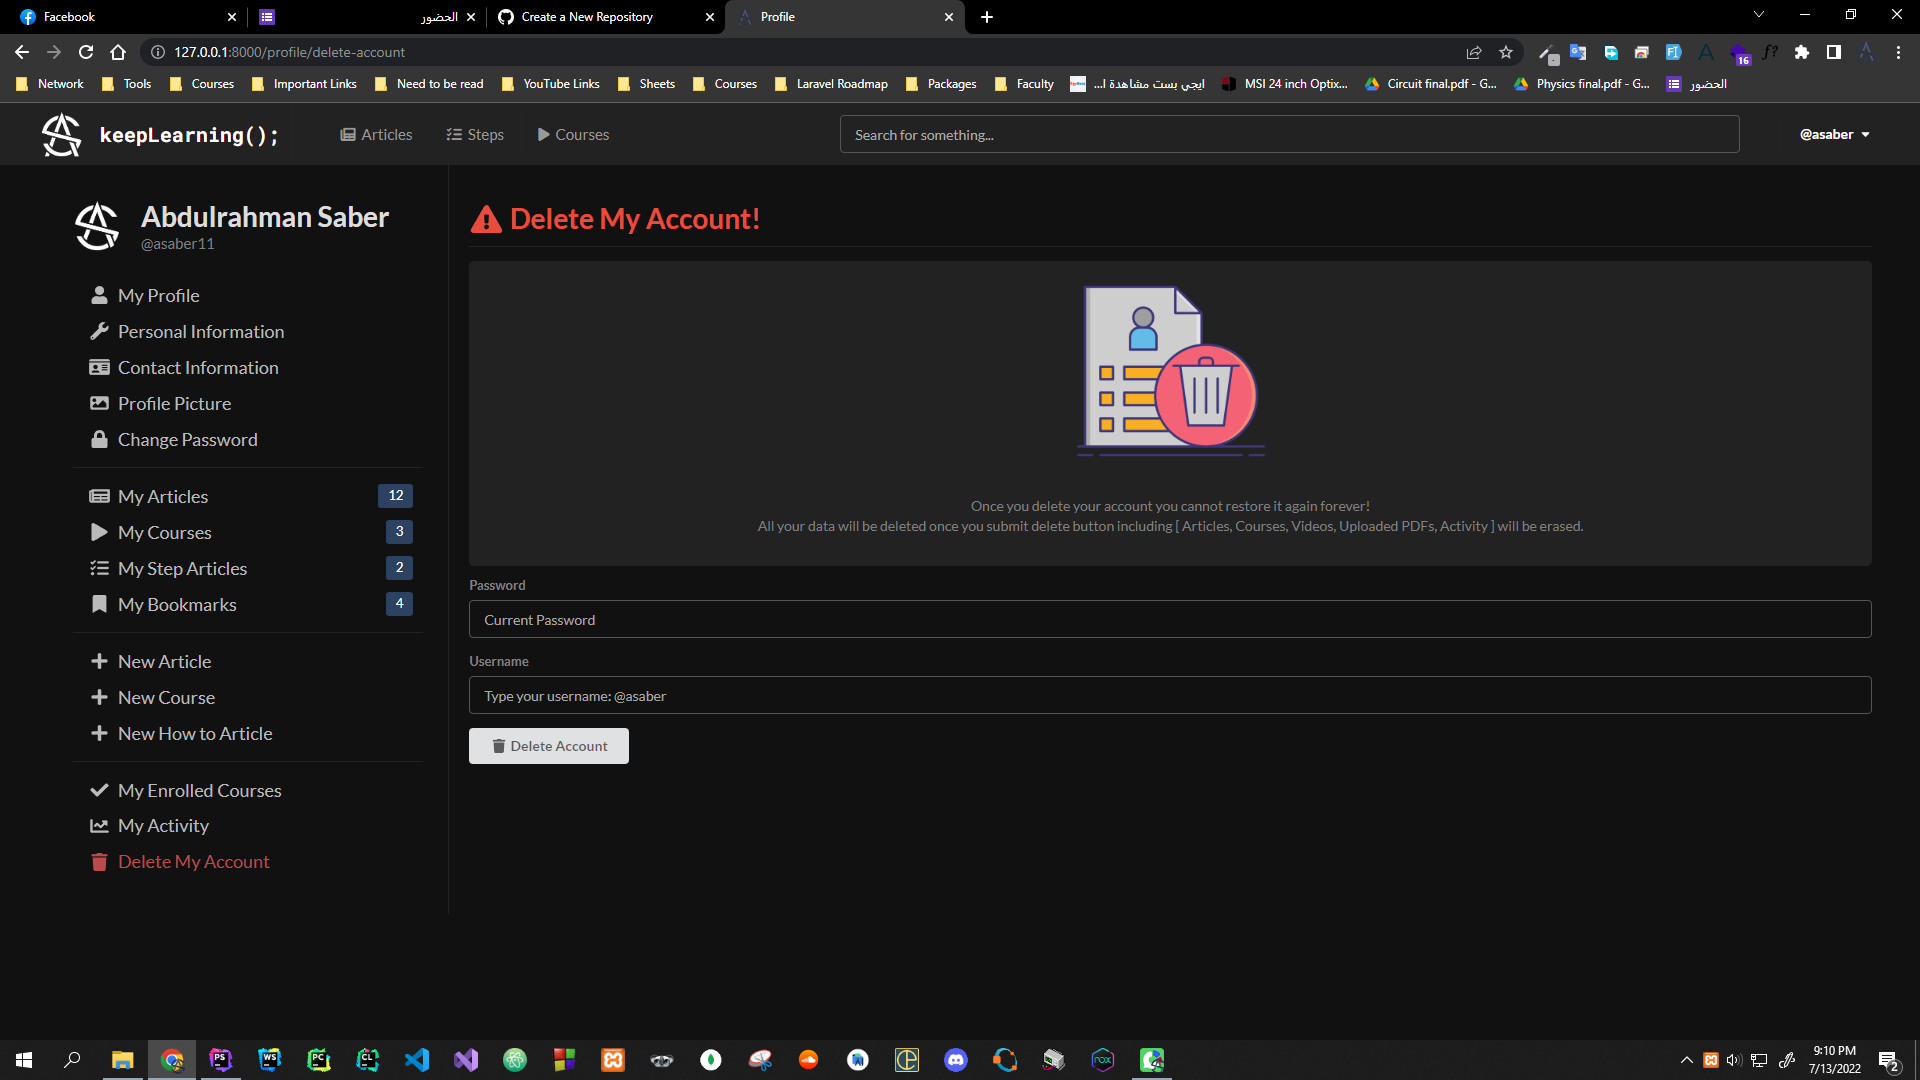 Facebook
الحضور
Create a New Repository
Profile
127.0.0.1:8000/profile/delete-account
16
f?
Network
Tools
Courses
Important Links
Need to be read
YouTube Links
Sheets
Courses
Laravel Roadmap
Packages
Faculty
ايجي بست مشاهدة ا...
MSI 24 inch Optix...
Circuit final.pdf - G...
Physics final.pdf - G...
الحضور
keepLearning();
Articles
Steps
Courses
Search for something...
@asaber
Abdulrahman Saber
@asaber11
My Profile
Personal Information
Contact Information
Profile Picture
Change Password
My Articles 12
My Courses 3
My Step Articles 2
My Bookmarks 4
New Article
New Course
New How to Article
My Enrolled Courses
My Activity
Delete My Account
Delete My Account!
Once you delete your account you cannot restore it again forever!
All your data will be deleted once you submit delete button including [ Articles, Courses, Videos, Uploaded PDFs, Activity ] will be erased.
Password
Current Password
Username
Type your username: @asaber
Delete Account
PS
WS
PC
CL
nox
9:10 PM
7/13/2022
2